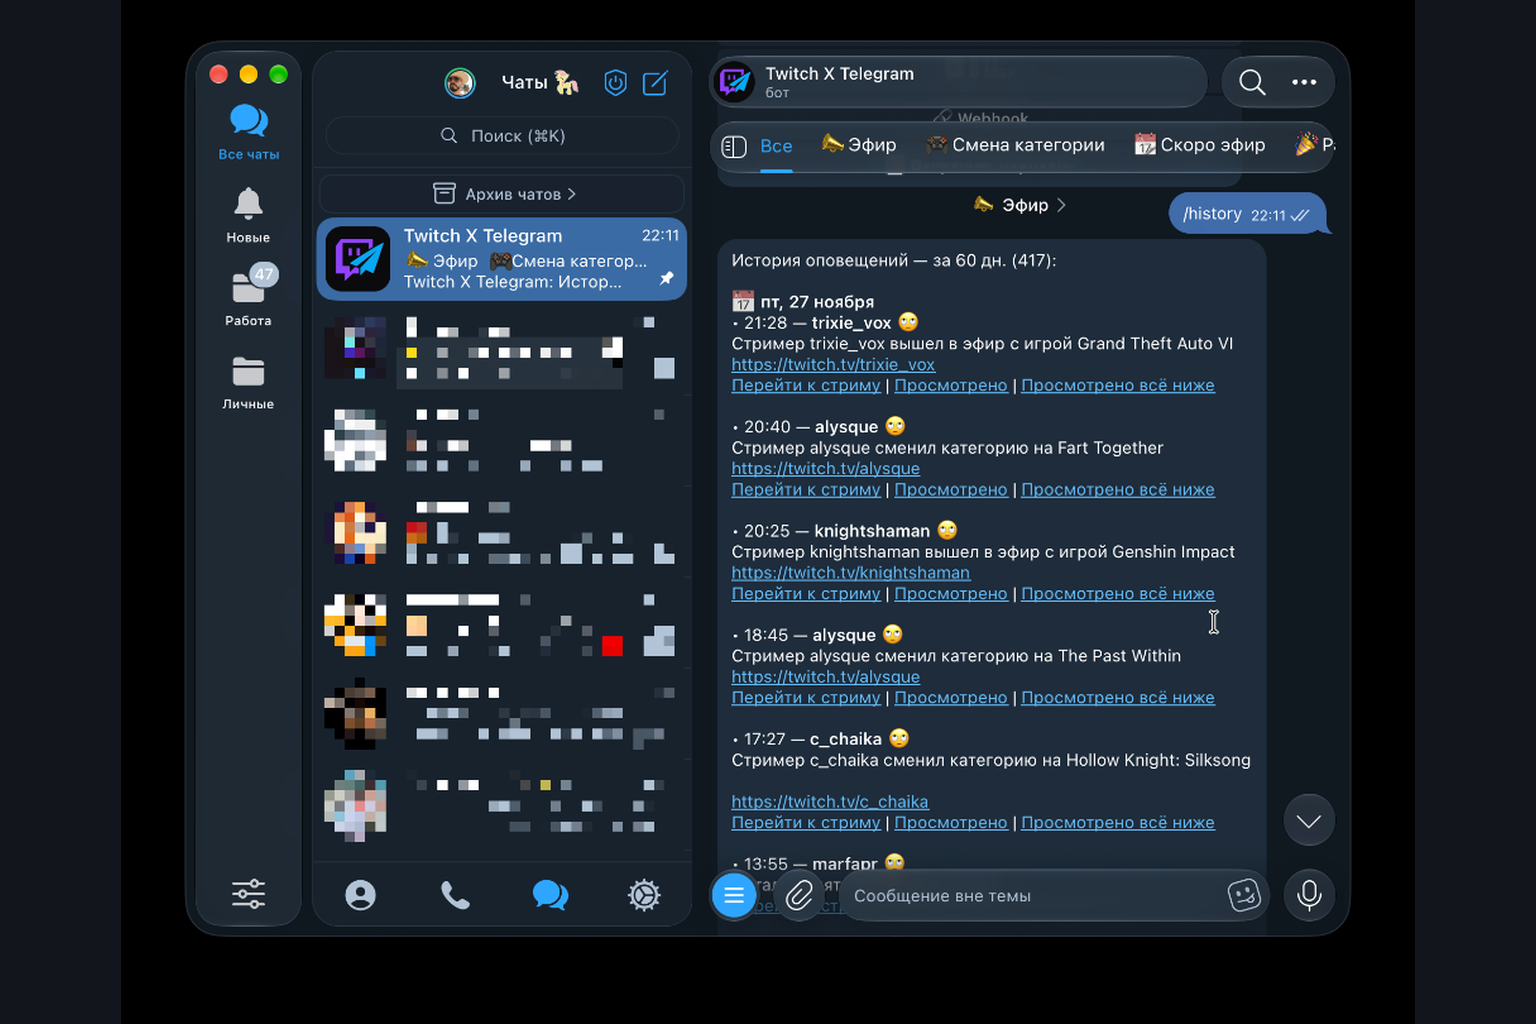 Все чаты
Новые
47
Работа
Личные
Чаты
Поиск (⌘K)
Архив чатов
Twitch X Telegram 22:11
Эфир Смена категор...
Twitch X Telegram: Истор...
Twitch X Telegram
бот
Webhook
Все Эфир Смена категории Скоро эфир
Эфир
/history 22:11
История оповещений — за 60 дн. (417):
17 пт, 27 ноября
• 21:28 — trixie_vox
Стример trixie_vox вышел в эфир с игрой Grand Theft Auto VI
https://twitch.tv/trixie_vox
Перейти к стриму | Просмотрено | Просмотрено всё ниже
• 20:40 — alysque
Стример alysque сменил категорию на Fart Together
https://twitch.tv/alysque
Перейти к стриму | Просмотрено | Просмотрено всё ниже
• 20:25 — knightshaman
Стример knightshaman вышел в эфир с игрой Genshin Impact
https://twitch.tv/knightshaman
Перейти к стриму | Просмотрено | Просмотрено всё ниже
• 18:45 — alysque
Стример alysque сменил категорию на The Past Within
https://twitch.tv/alysque
Перейти к стриму | Просмотрено | Просмотрено всё ниже
• 17:27 — c_chaika
Стример c_chaika сменил категорию на Hollow Knight: Silksong
https://twitch.tv/c_chaika
Перейти к стриму | Просмотрено | Просмотрено всё ниже
• 13:55 — marfapr
Сообщение вне темы